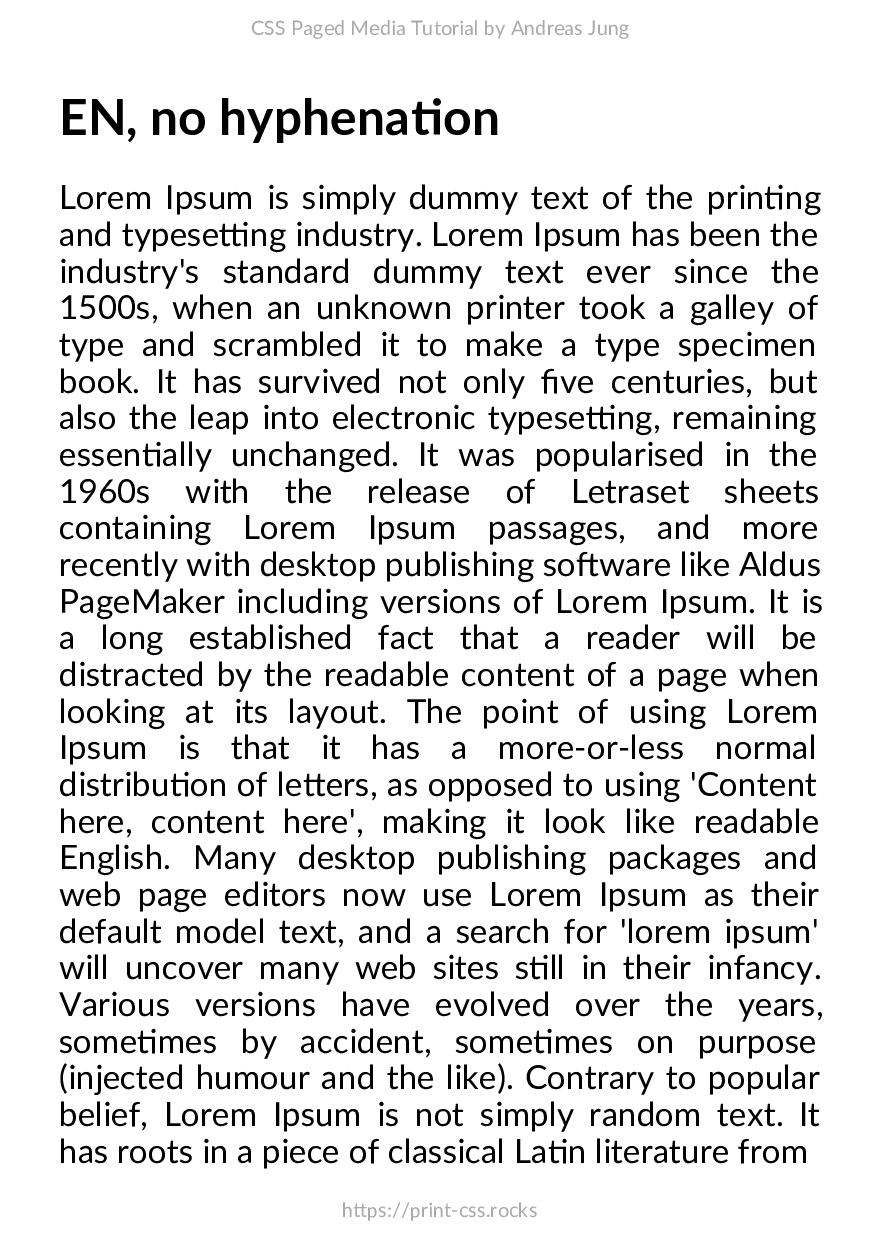 CSS Paged Media Tutorial by Andreas Jung
EN, no hyphenation
Lorem Ipsum is simply dummy text of the printing
and typesetting industry. Lorem Ipsum has been the
industry's standard dummy text ever since the
1500s, when an unknown printer took a galley of
type and scrambled it to make a type specimen
book. It has survived not only five centuries, but
also the leap into electronic typesetting, remaining
essentially unchanged. It was popularised in the
1960s with the release of Letraset sheets
containing Lorem Ipsum passages, and more
recently with desktop publishing software like Aldus
PageMaker including versions of Lorem Ipsum. It is
a long established fact that a reader will be
distracted by the readable content of a page when
looking at its layout. The point of using Lorem
Ipsum is that it has a more-or-less normal
distribution of letters, as opposed to using 'Content
here, content here', making it look like readable
English. Many desktop publishing packages and
web page editors now use Lorem Ipsum as their
default model text, and a search for 'lorem ipsum'
will uncover many web sites still in their infancy.
Various versions have evolved over the years,
sometimes by accident, sometimes on purpose
(injected humour and the like). Contrary to popular
belief, Lorem Ipsum is not simply random text. It
has roots in a piece of classical Latin literature from
https://print-css.rocks